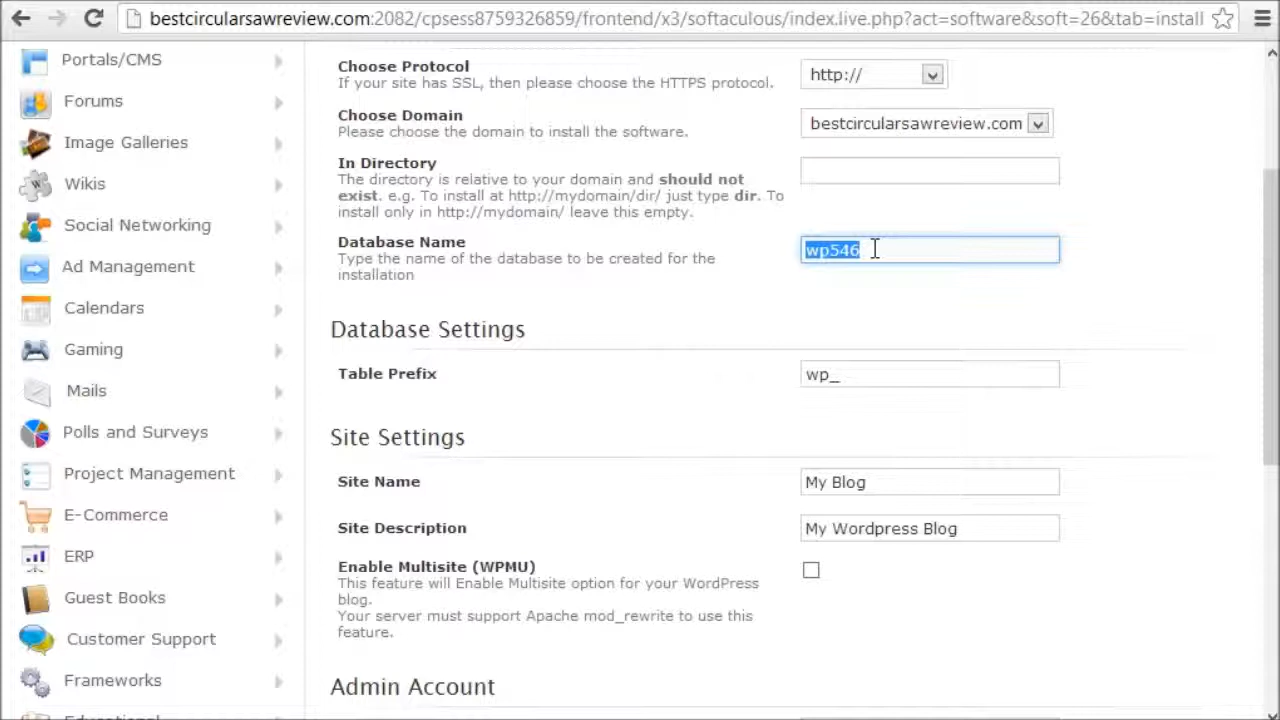 bestcircularsawreview.com:2082/cpsess8759326859/frontend/x3/softaculous/index.live.php?act=software&soft=26&tab=install
Portals/CMS
Forums
Image Galleries
Wikis
Social Networking
Ad Management
Calendars
Gaming
Mails
Polls and Surveys
Project Management
E-Commerce
ERP
Guest Books
Customer Support
Frameworks
Educational
Choose Protocol
If your site has SSL, then please choose the HTTPS protocol.
http://
Choose Domain
Please choose the domain to install the software.
bestcircularsawreview.com
In Directory
The directory is relative to your domain and should not
exist. e.g. To install at http://mydomain/dir/ just type dir. To
install only in http://mydomain/ leave this empty.
Database Name
Type the name of the database to be created for the
installation
wp546
Database Settings
Table Prefix
wp_
Site Settings
Site Name
My Blog
Site Description
My Wordpress Blog
Enable Multisite (WPMU)
This feature will Enable Multisite option for your WordPress
blog.
Your server must support Apache mod_rewrite to use this
feature.
Admin Account